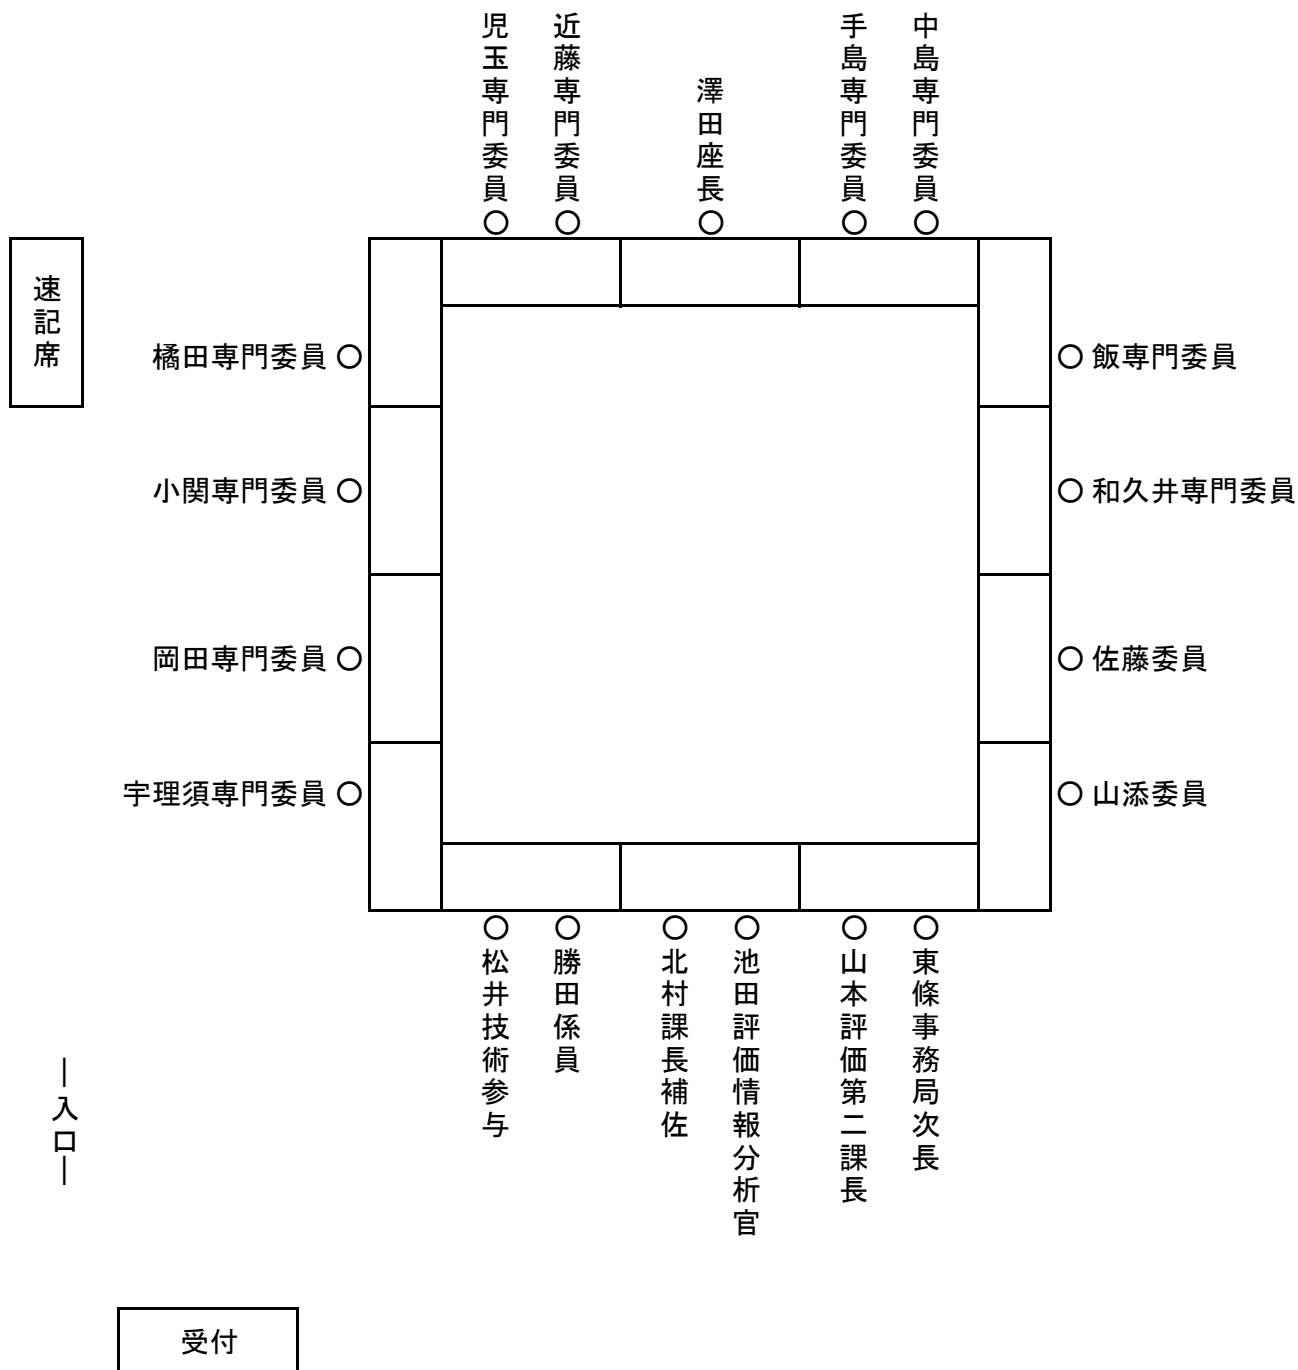 児玉専門委員○
近藤専門委員○
澤田座長○
手島専門委員○
中島専門委員○
速記席
橘田専門委員○
○飯専門委員
小関専門委員○
○和久井専門委員
岡田専門委員○
○佐藤委員
宇理須専門委員○
○山添委員
○松井技術参与
○勝田係員
○北村課長補佐
○池田評価情報分析官
○山本評価第二課長
○東條事務局次長
―入口―
受付